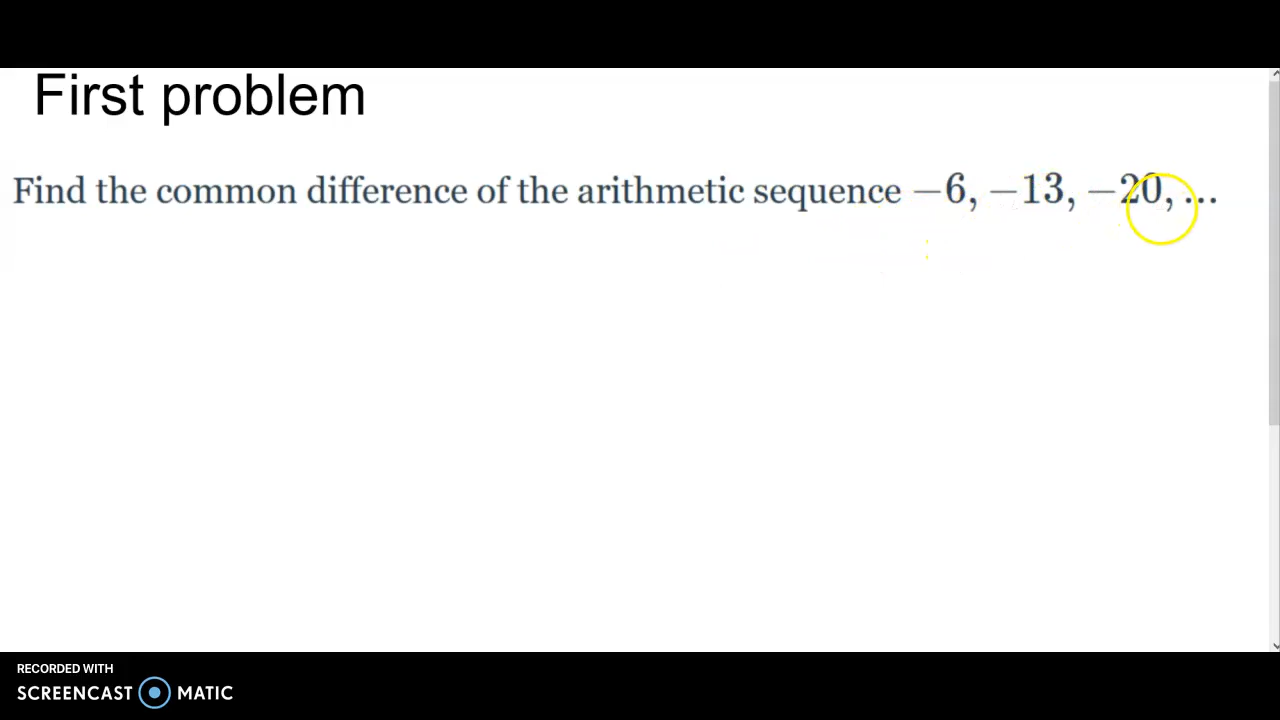 First problem
Find the common difference of the arithmetic sequence −6, −13, −20, ...
RECORDED WITH
SCREENCAST MATIC